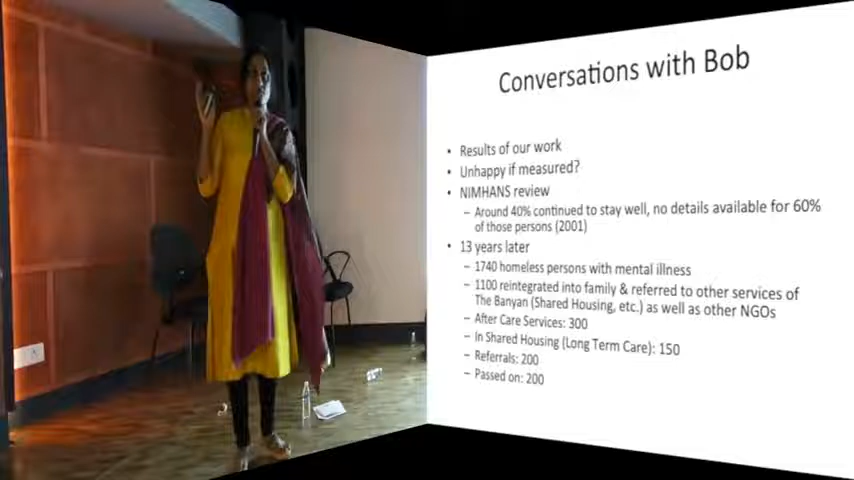 Conversations with Bob
• Results of our work
• Unhappy if measured?
• NIMHANS review
– Around 40% continued to stay well, no details available for 60%
of those persons (2001)
• 13 years later
– 1740 homeless persons with mental illness
– 1100 reintegrated into family & referred to other services of
The Banyan (Shared Housing, etc.) as well as other NGOs
– After Care Services: 300
– In Shared Housing (Long Term Care): 150
– Referrals: 200
– Passed on: 200